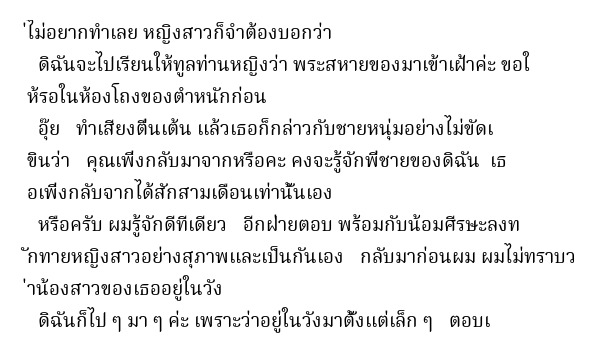 ่ไม่อยากทำเลย หญิงสาวก็จำต้องบอกว่า
ดิฉันจะไปเรียนให้ทูลท่านหญิงว่า พระสหายของมาเข้าเฝ้าค่ะ ขอใ
ห้รอในห้องโถงของตำหนักก่อน
อุ๊ย   ทำเสียงตื่นเต้น แล้วเธอก็กล่าวกับชายหนุ่มอย่างไม่ขัดเ
ขินว่า   คุณเพิ่งกลับมาจากหรือคะ คงจะรู้จักพี่ชายของดิฉัน  เธ
อเพิ่งกลับจากได้สักสามเดือนเท่านั้นเอง
หรือครับ ผมรู้จักดีทีเดียว   อีกฝ่ายตอบ พร้อมกับน้อมศีรษะลงท
ักทายหญิงสาวอย่างสุภาพและเป็นกันเอง   กลับมาก่อนผม ผมไม่ทราบว
่าน้องสาวของเธออยู่ในวัง
ดิฉันก็ไป ๆ มา ๆ ค่ะ เพราะว่าอยู่ในวังมาตั้งแต่เล็ก ๆ   ตอบเ